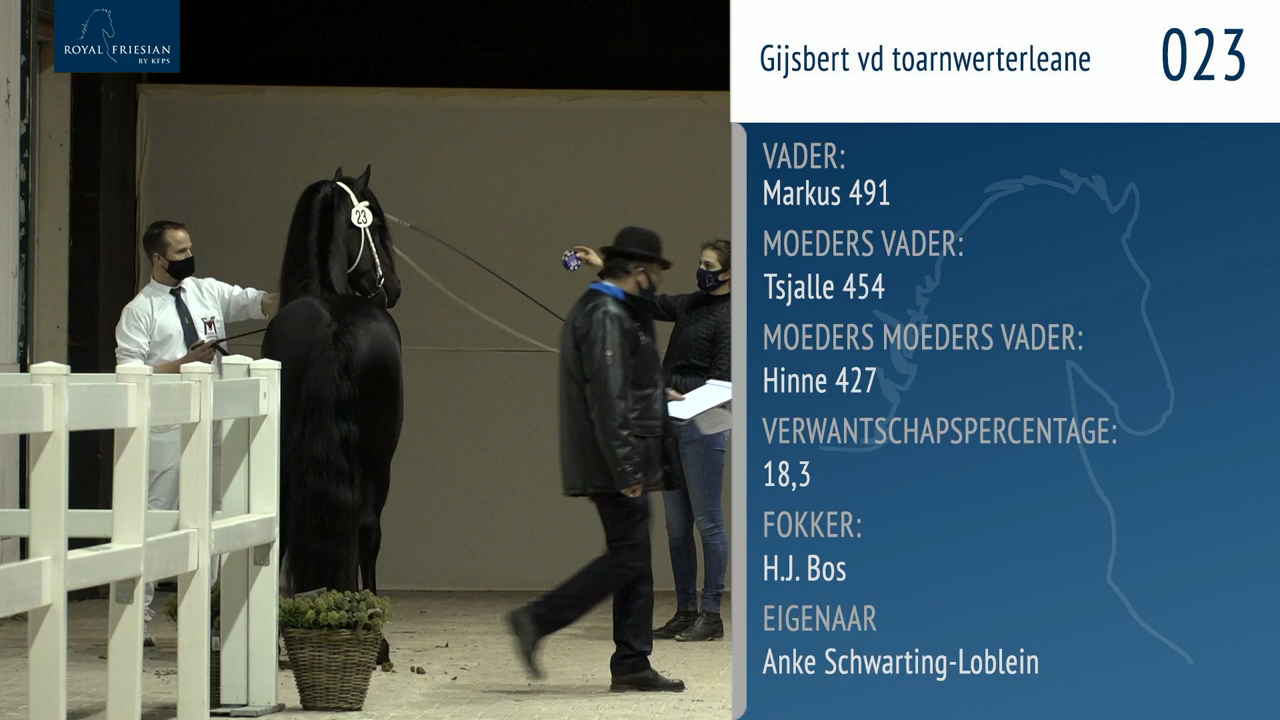 ROYAL FRIESIAN
BY KFPS
23
M
Gijsbert vd toarnwerterleane
023
VADER:
Markus 491
MOEDERS VADER:
Tsjalle 454
MOEDERS MOEDERS VADER:
Hinne 427
VERWANTSCHAPSPERCENTAGE:
18,3
FOKKER:
H.J. Bos
EIGENAAR
Anke Schwarting-Loblein